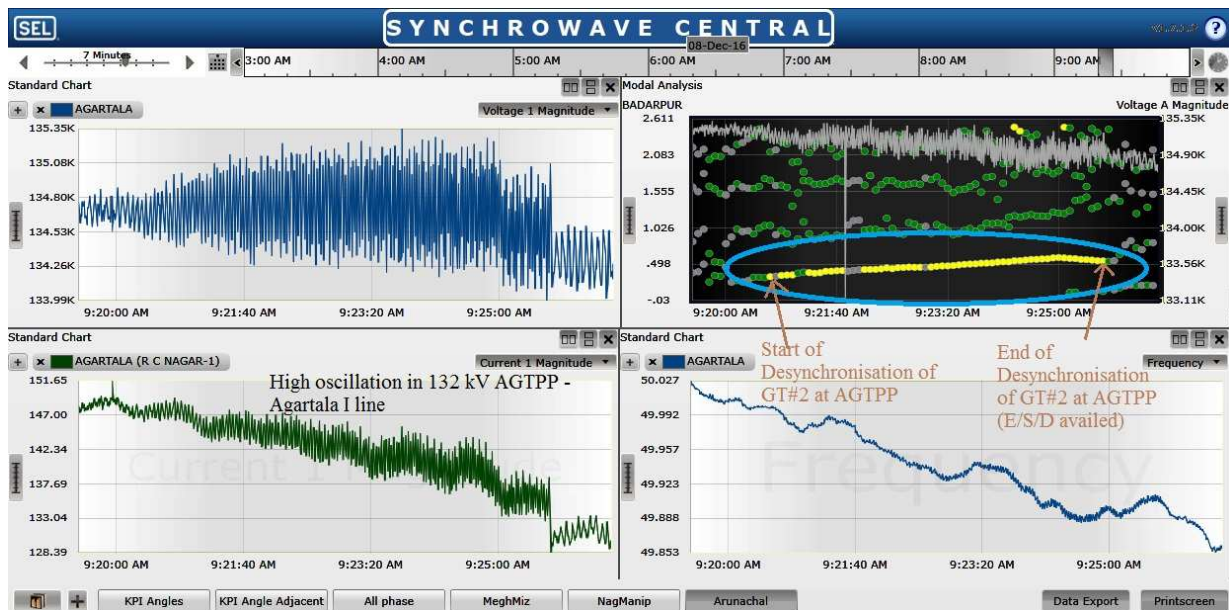 SEL
SYNCHROWAVE CENTRAL
?
08-Dec-16
7 Minutes
3:00 AM 4:00 AM 5:00 AM 6:00 AM 7:00 AM 8:00 AM 9:00 AM
Standard Chart
+ × AGARTALA Voltage 1 Magnitude
135.35K
135.08K
134.80K
134.53K
134.26K
133.99K
9:20:00 AM 9:21:40 AM 9:23:20 AM 9:25:00 AM
Modal Analysis
BADARPUR Voltage A Magnitude
2.611 135.35K
2.083 134.90K
1.555 134.45K
1.026 134.00K
.498 133.56K
-.03 133.11K
9:20:00 AM 9:21:40 AM 9:23:20 AM 9:25:00 AM
Standard Chart
+ × AGARTALA (R C NAGAR-1) Current 1 Magnitude
High oscillation in 132 kV AGTPP -
Agartala I line
151.65
147.00
142.34
137.69
133.04
128.39
Current Magnitude
9:20:00 AM 9:21:40 AM 9:23:20 AM 9:25:00 AM
Standard Chart
+ × AGARTALA Frequency
Start of
Desynchronisation of
GT#2 at AGTPP
End of
Desynchronisation
of GT#2 at AGTPP
(E/S/D availed)
50.027
49.992
49.957
49.923
49.888
49.853
Frequency
9:20:00 AM 9:21:40 AM 9:23:20 AM 9:25:00 AM
+ KPI Angles KPI Angle Adjacent All phase MeghMiz NagManip Arunachal Data Export Printscreen